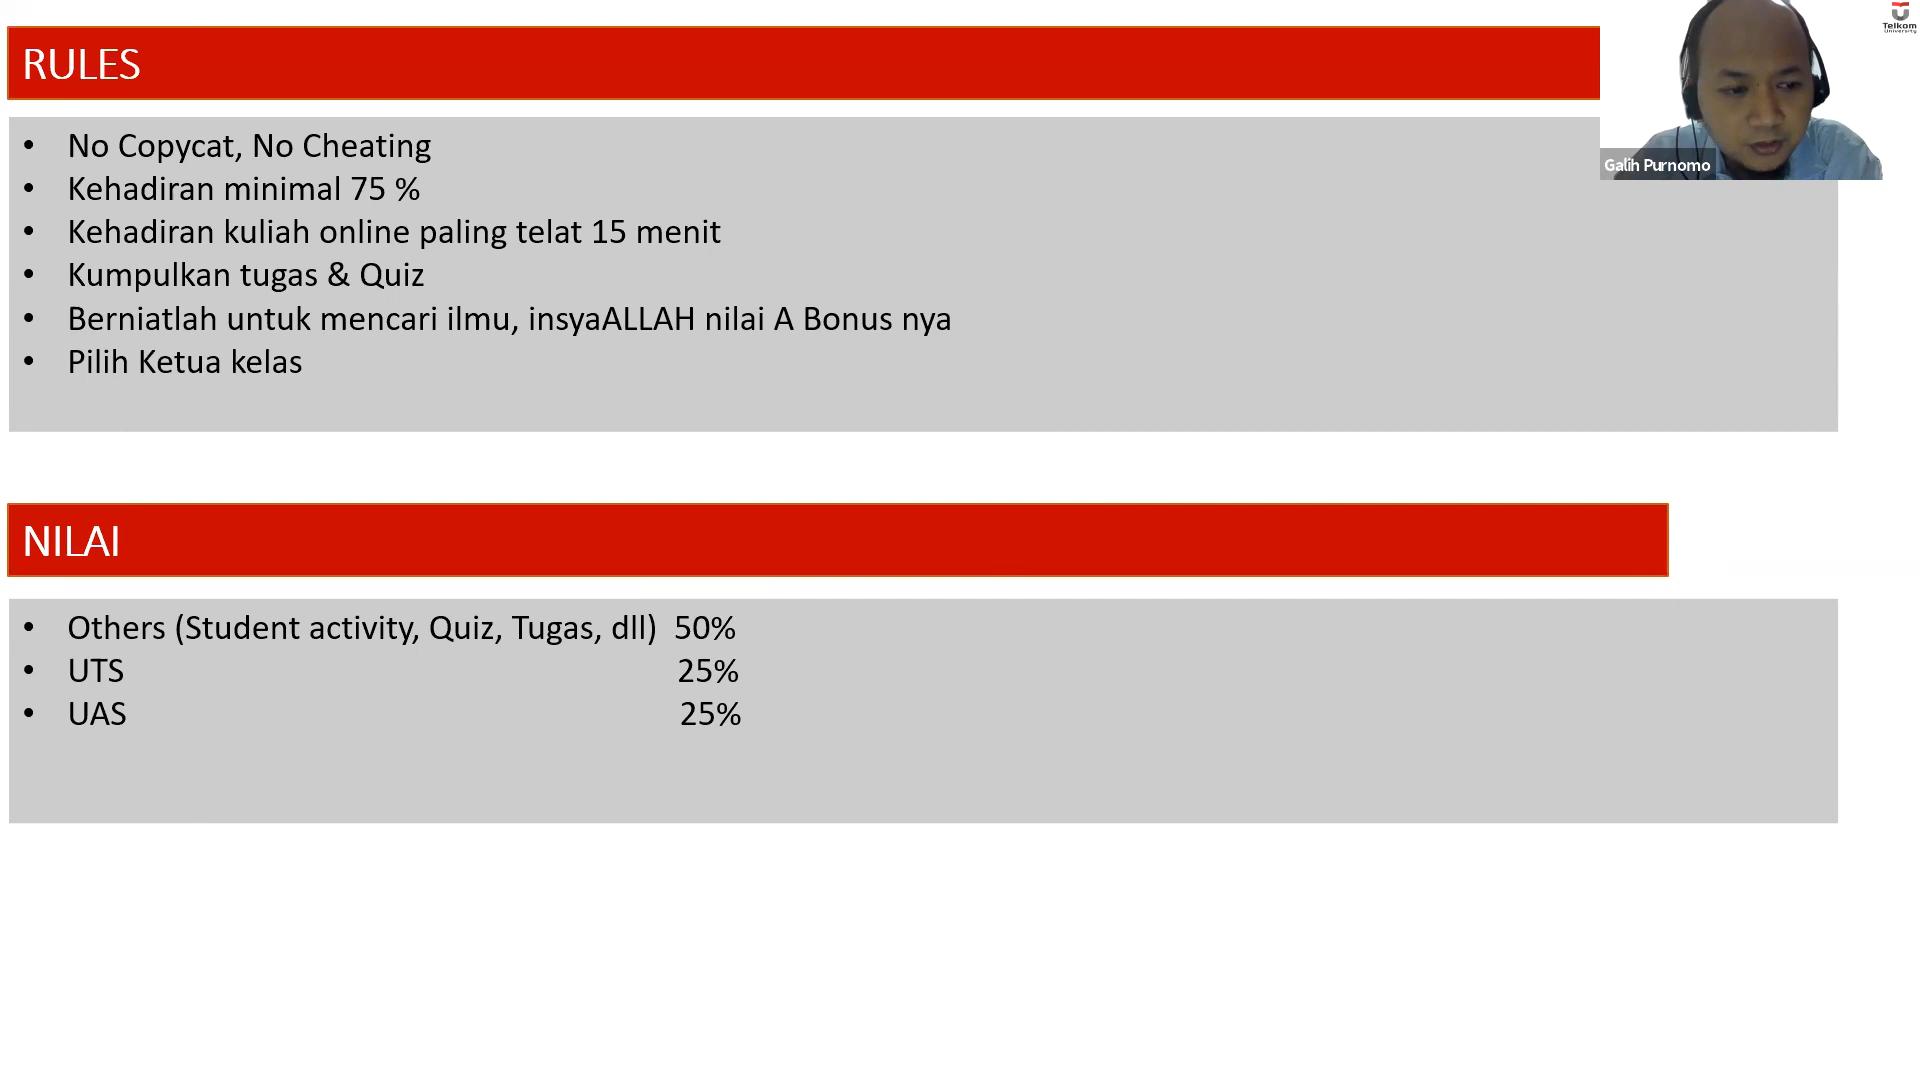 RULES
• No Copycat, No Cheating
• Kehadiran minimal 75 %
• Kehadiran kuliah online paling telat 15 menit
• Kumpulkan tugas & Quiz
• Berniatlah untuk mencari ilmu, insyaALLAH nilai A Bonus nya
• Pilih Ketua kelas
Galih Purnomo
Telkom
University
NILAI
• Others (Student activity, Quiz, Tugas, dll) 50%
• UTS 25%
• UAS 25%